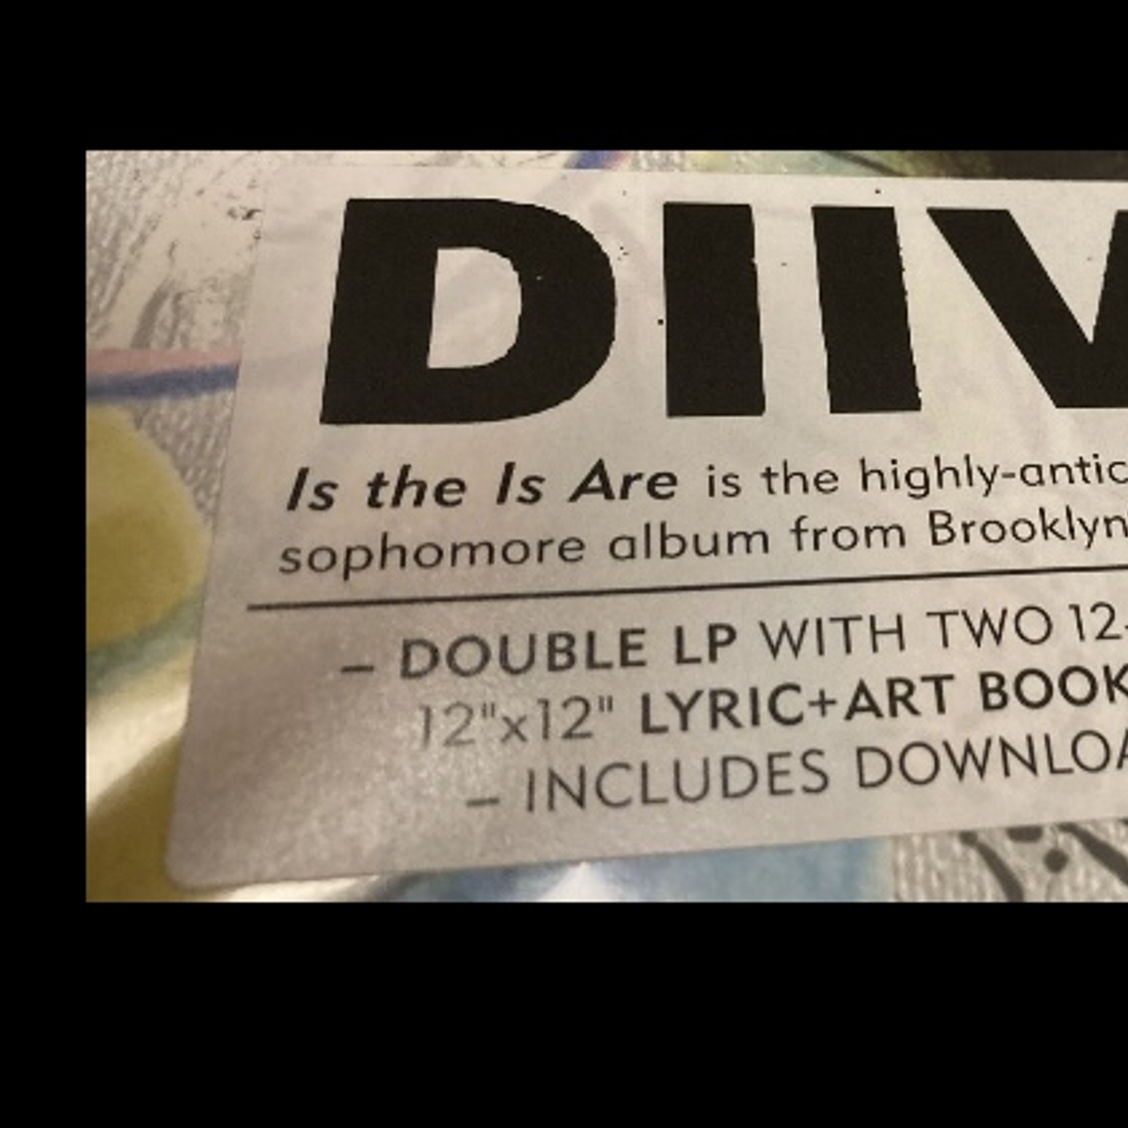 DIIV
Is the Is Are is the highly-antic
sophomore album from Brooklyn
– DOUBLE LP WITH TWO 12-
12"x12" LYRIC+ART BOOK
– INCLUDES DOWNLOA